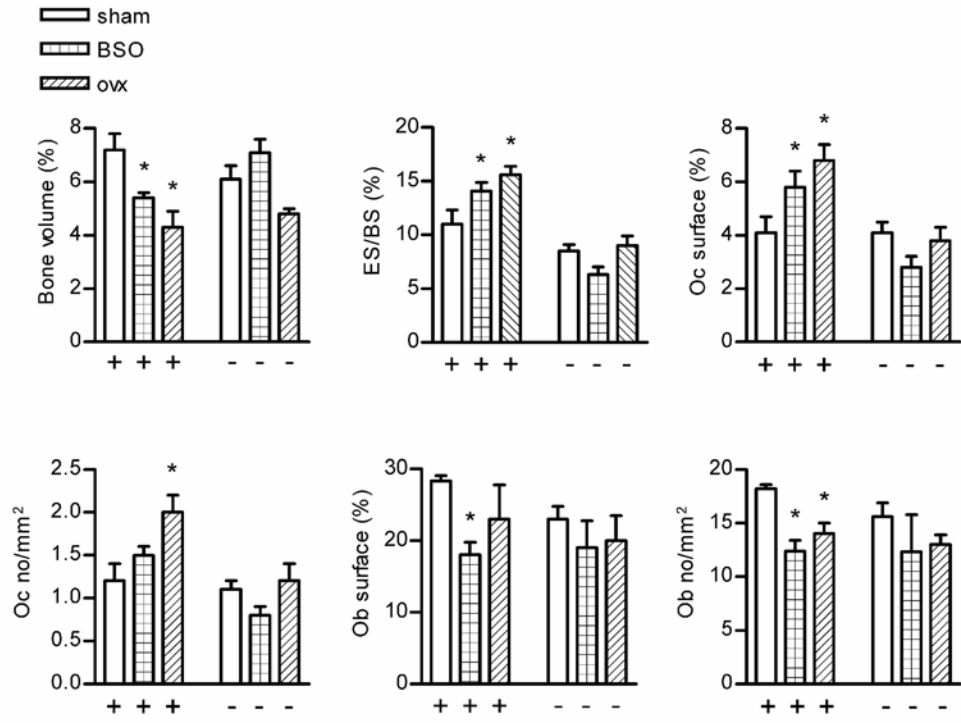 sham
BSO
ovx
Bone volume (%)
8
6
4
2
0
* *
+ + + - - -
ES/BS (%)
20
15
10
5
0
* *
+ + + - - -
Oc surface (%)
8
6
4
2
0
* *
+ + + - - -
Oc no/mm²
2.5
2.0
1.5
1.0
0.5
0.0
*
+ + + - - -
Ob surface (%)
30
20
10
0
*
+ + + - - -
Ob no/mm²
20
15
10
5
0
* *
+ + + - - -